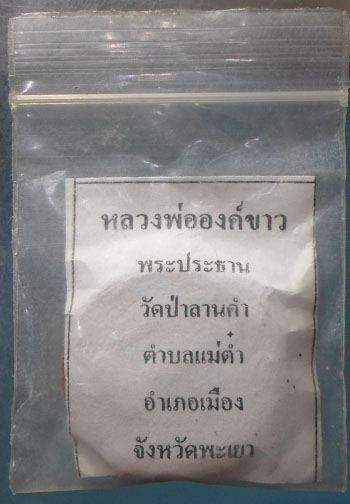 หลวงพ่อองค์ขาว
พระประธาน
วัดป่าลานคำ
ตำบลแม่ต๋ำ
อำเภอเมือง
จังหวัดพะเยา